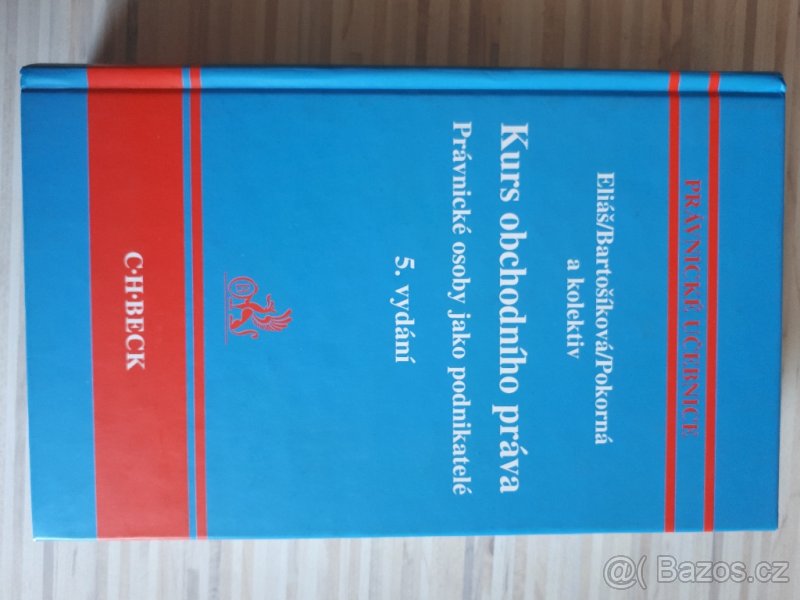 PRÁVNICKÉ UČEBNICE
Eliáš/Bartošíková/Pokorná
a kolektiv
Kurs obchodního práva
Právnické osoby jako podnikatelé
5. vydání
C·H·BECK
@( Bazos.cz